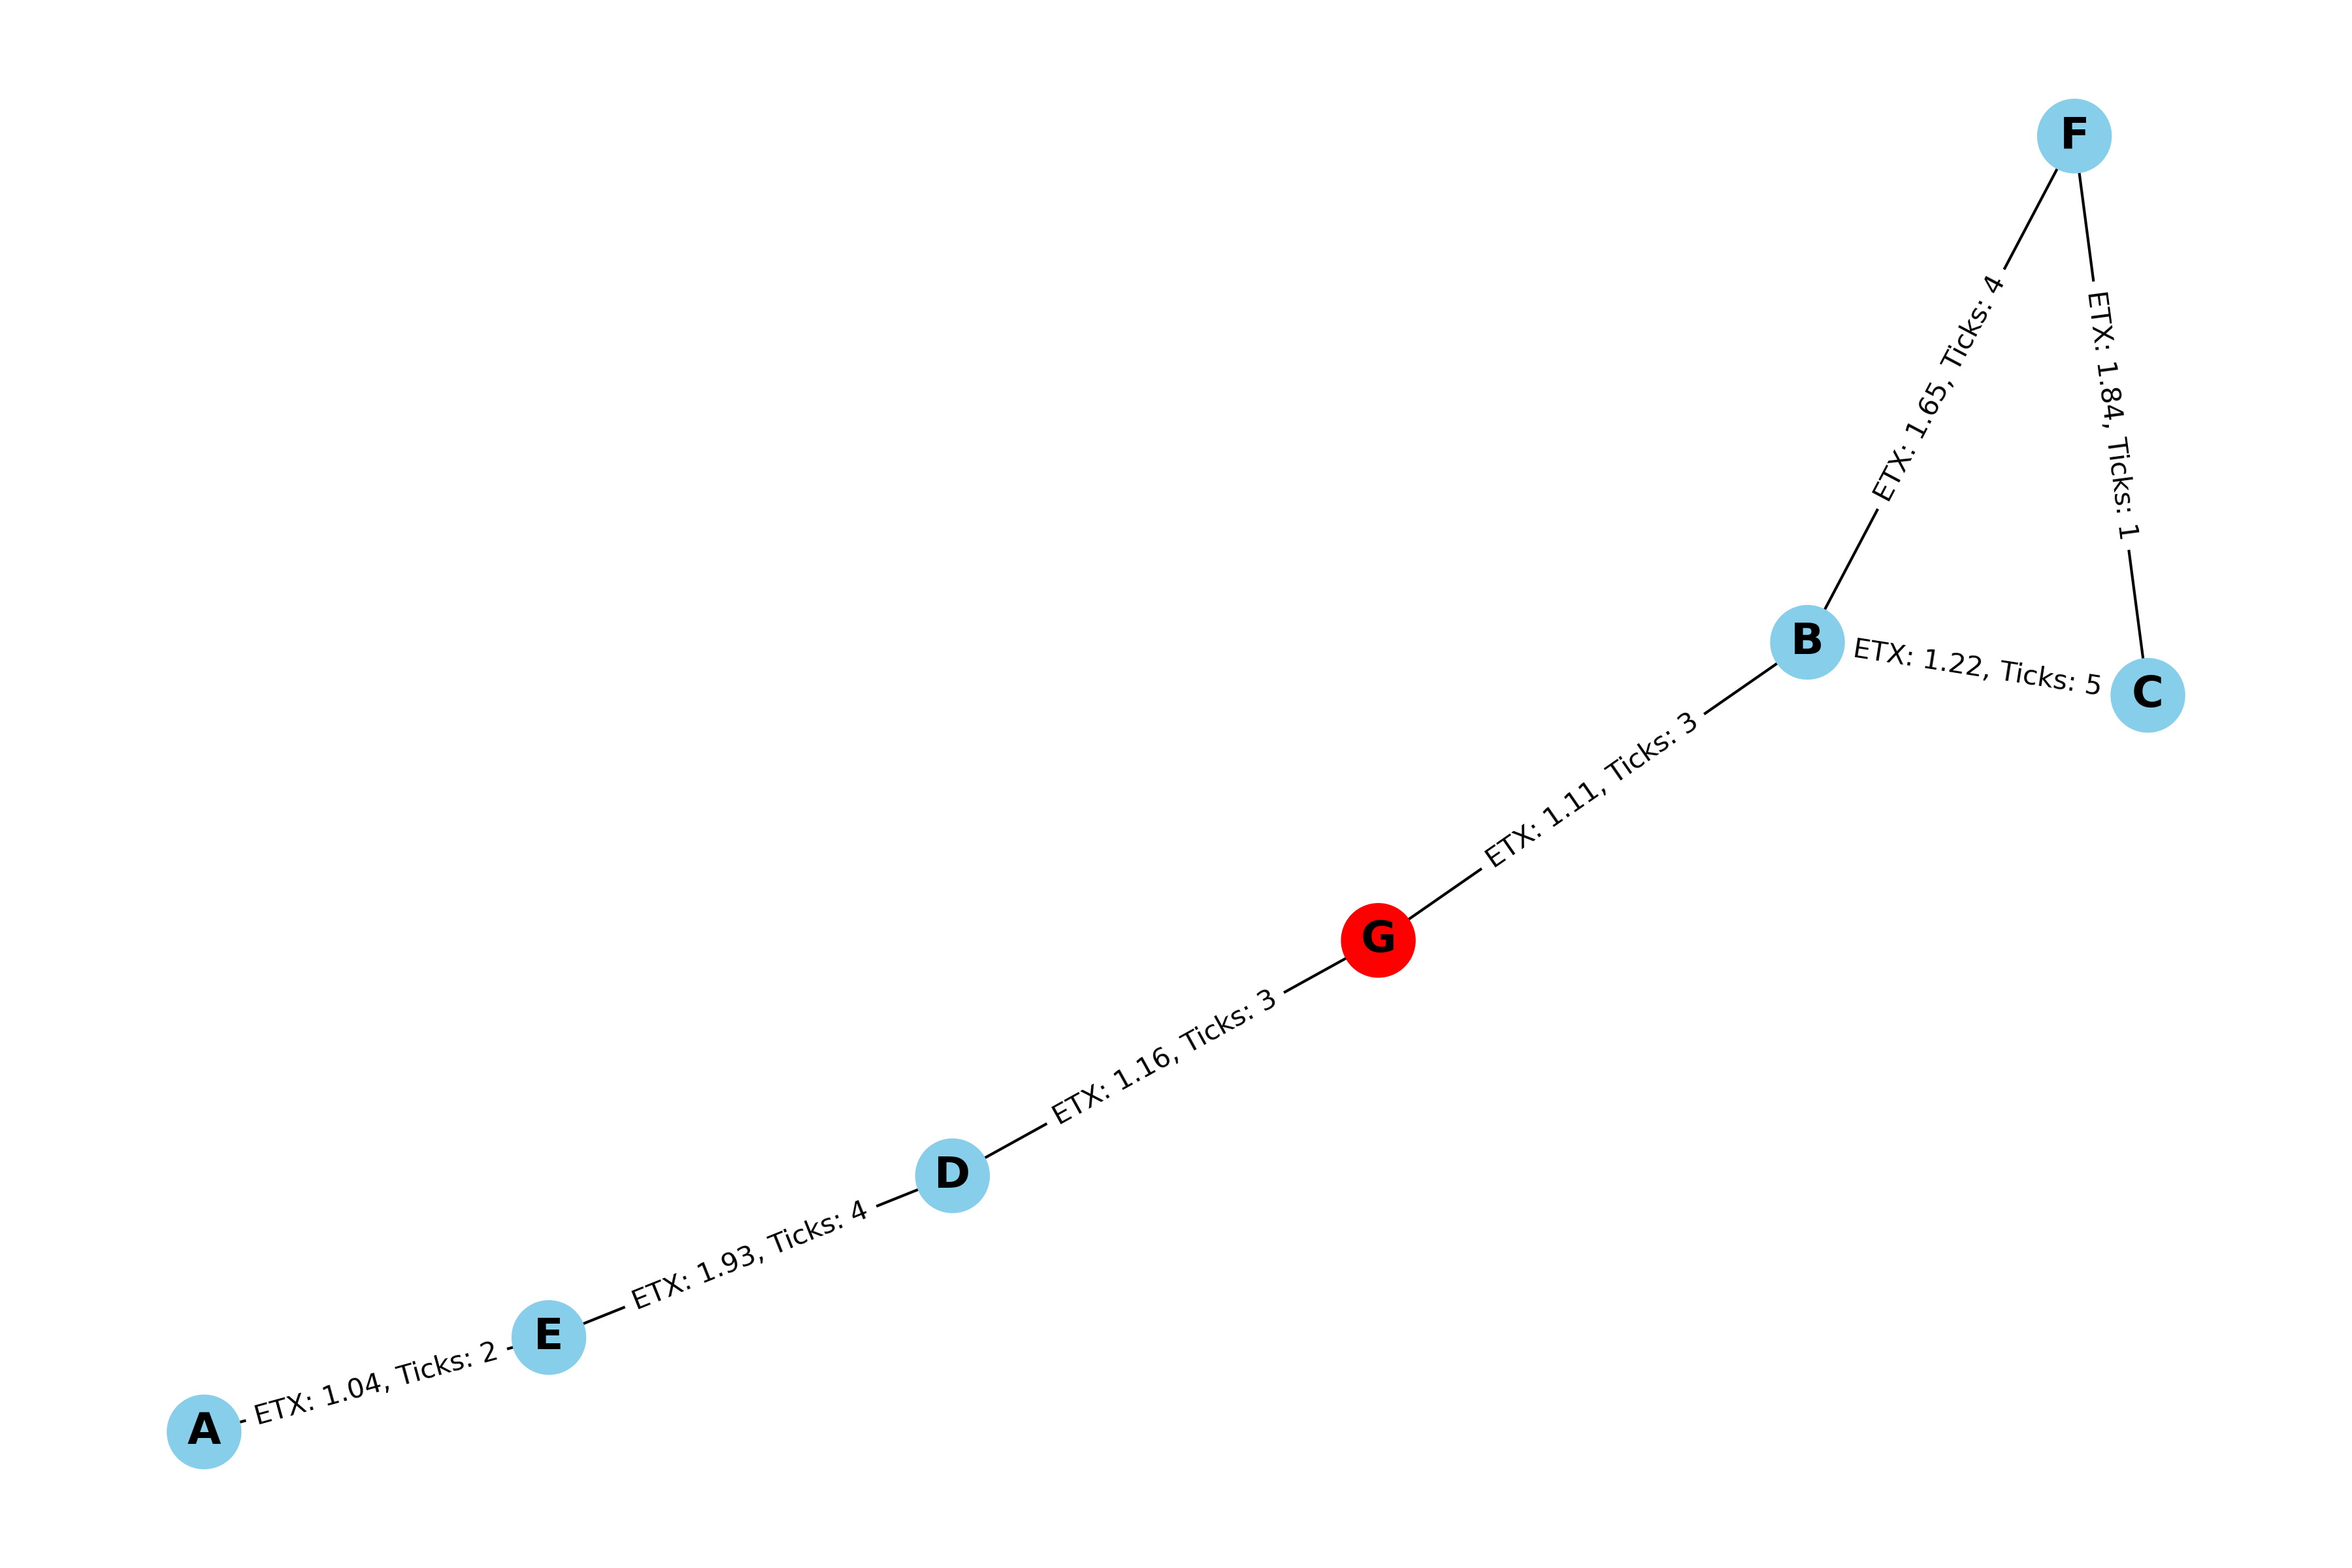 F
ETX: 1.65, Ticks: 4
ETX: 1.84, Ticks: 1
B
ETX: 1.22, Ticks: 5
C
ETX: 1.11, Ticks: 3
G
ETX: 1.16, Ticks: 3
D
ETX: 1.93, Ticks: 4
E
ETX: 1.04, Ticks: 2
A